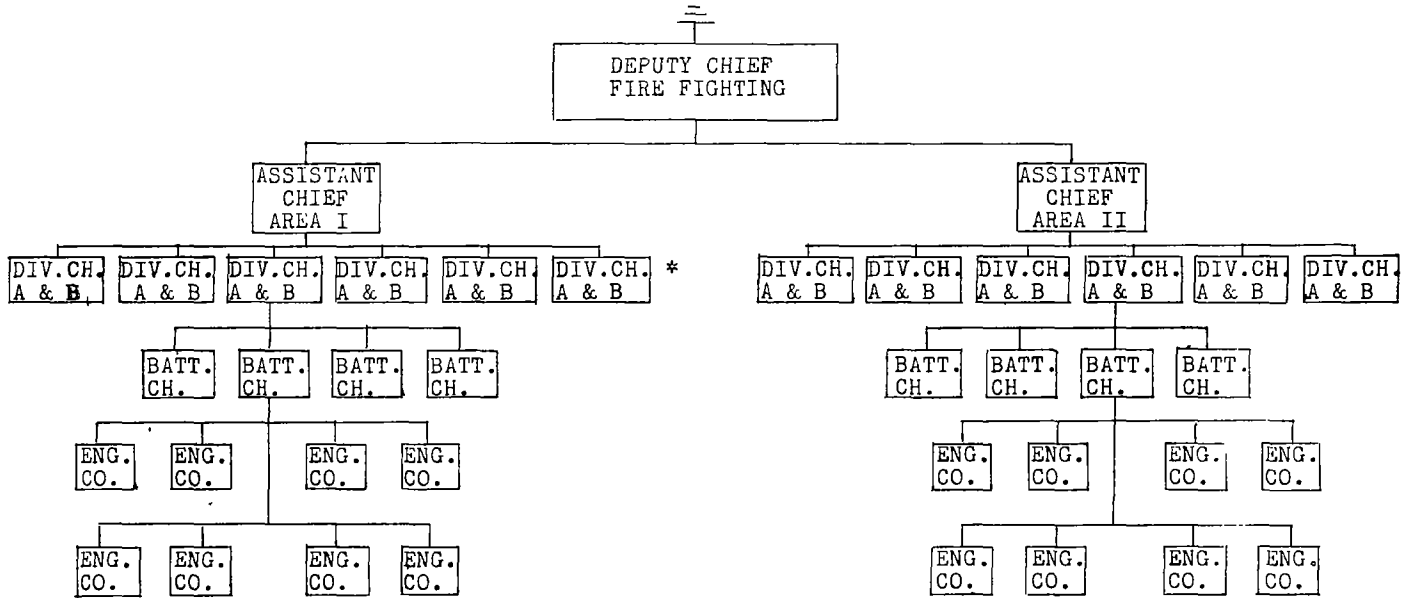 DEPUTY CHIEF
FIRE FIGHTING
ASSISTANT
CHIEF
AREA I
ASSISTANT
CHIEF
AREA II
DIV.CH.
A & B
DIV.CH.
A & B
DIV.CH.
A & B
DIV.CH.
A & B
DIV.CH.
A & B
DIV.CH.
A & B
*
DIV.CH.
A & B
DIV.CH.
A & B
DIV.CH.
A & B
DIV.CH.
A & B
DIV.CH.
A & B
DIV.CH.
A & B
BATT.
CH.
BATT.
CH.
BATT.
CH.
BATT.
CH.
BATT.
CH.
BATT.
CH.
BATT.
CH.
BATT.
CH.
ENG.
CO.
ENG.
CO.
ENG.
CO.
ENG.
CO.
ENG.
CO.
ENG.
CO.
ENG.
CO.
ENG.
CO.
ENG.
CO.
ENG.
CO.
ENG.
CO.
ENG.
CO.
ENG.
CO.
ENG.
CO.
ENG.
CO.
ENG.
CO.